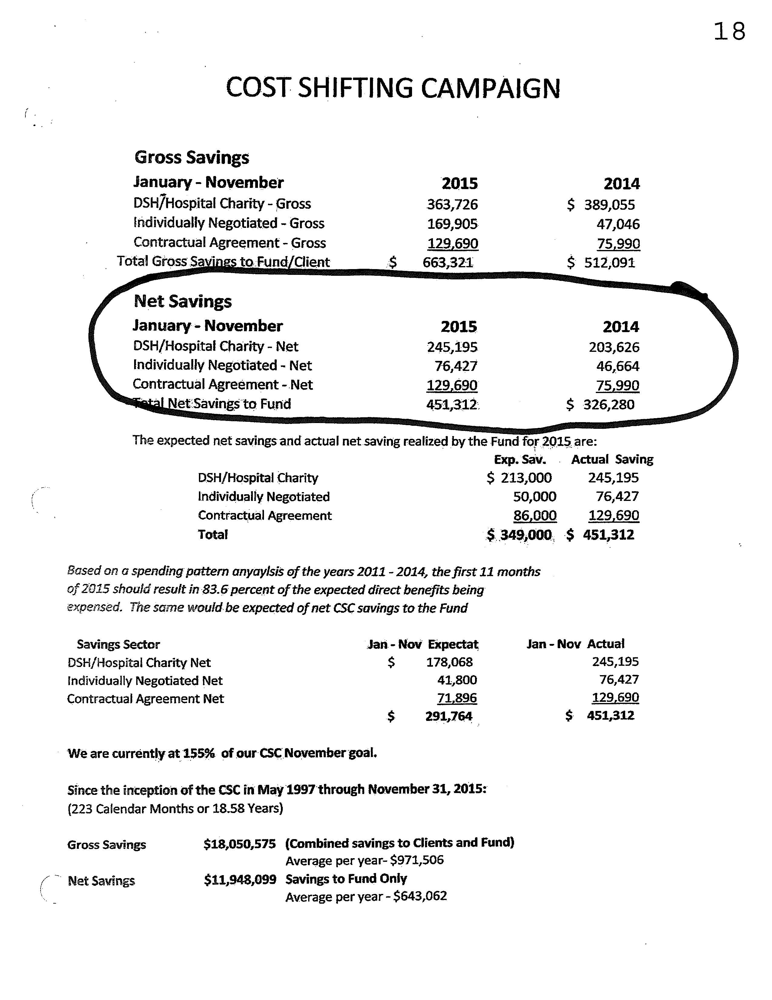 18
COST SHIFTING CAMPAIGN
Gross Savings
January - November 2015 2014
DSH/Hospital Charity - Gross 363,726 $ 389,055
Individually Negotiated - Gross 169,905 47,046
Contractual Agreement - Gross 129,690 75,990
Total Gross Savings to Fund/Client $ 663,321 $ 512,091
Net Savings
January - November 2015 2014
DSH/Hospital Charity - Net 245,195 203,626
Individually Negotiated - Net 76,427 46,664
Contractual Agreement - Net 129,690 75,990
Total Net Savings to Fund 451,312 $ 326,280
The expected net savings and actual net saving realized by the Fund for 2015 are:
Exp. Sav. Actual Saving
DSH/Hospital Charity $ 213,000 245,195
Individually Negotiated 50,000 76,427
Contractual Agreement 86,000 129,690
Total $ 349,000 $ 451,312
Based on a spending pattern anyaylsis of the years 2011 - 2014, the first 11 months
of 2015 should result in 83.6 percent of the expected direct benefits being
expensed. The same would be expected of net CSC savings to the Fund
Savings Sector Jan - Nov Expectat Jan - Nov Actual
DSH/Hospital Charity Net $ 178,068 245,195
Individually Negotiated Net 41,800 76,427
Contractual Agreement Net 71,896 129,690
$ 291,764 $ 451,312
We are currently at 155% of our CSC November goal.
Since the inception of the CSC in May 1997 through November 31, 2015:
(223 Calendar Months or 18.58 Years)
Gross Savings $18,050,575 (Combined savings to Clients and Fund)
Average per year- $971,506
Net Savings $11,948,099 Savings to Fund Only
Average per year - $643,062